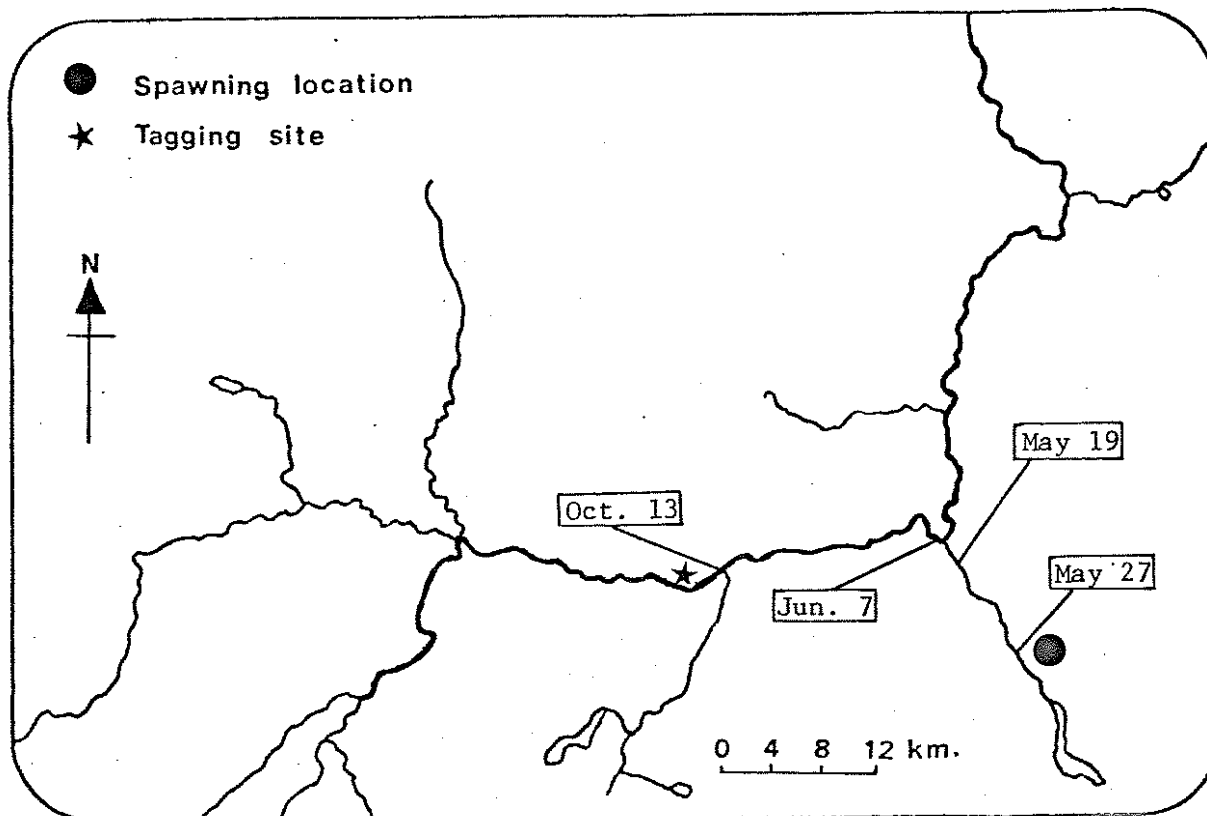 Spawning location
Tagging site
N
May 19
Oct. 13
May 27
Jun. 7
0 4 8 12 km.